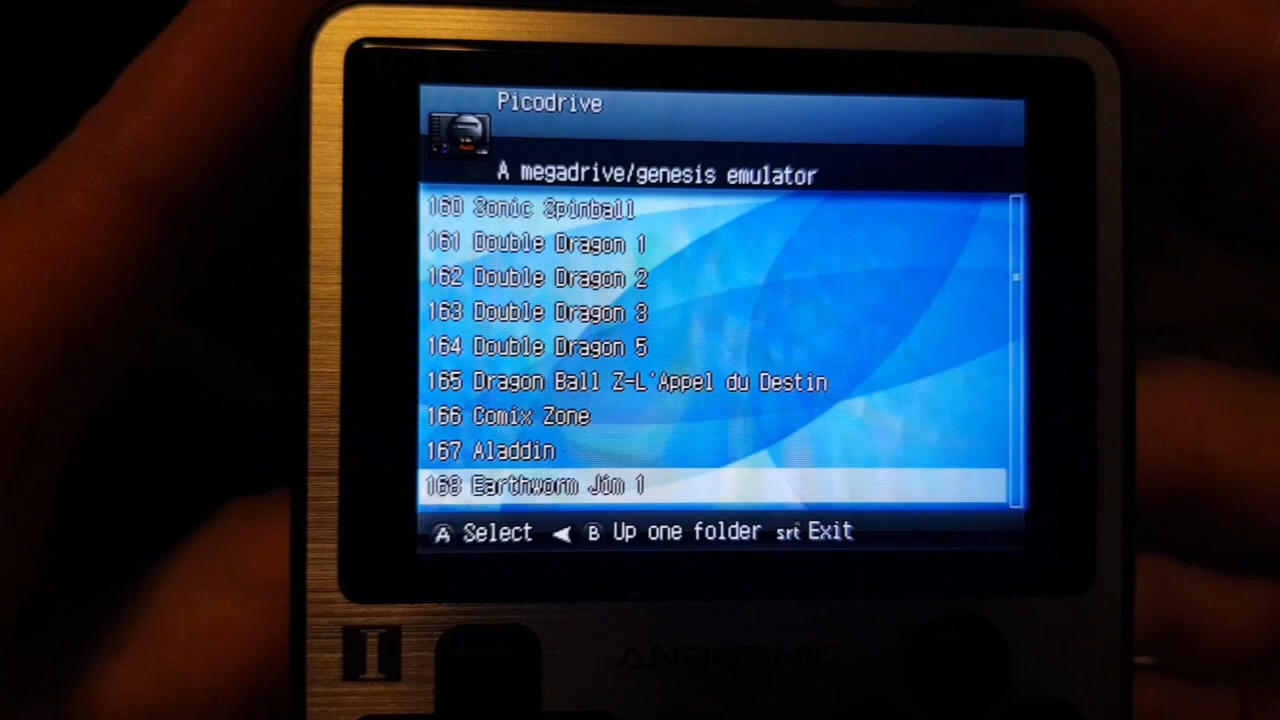 Picodrive
A megadrive/genesis emulator
160 Sonic Spinball
161 Double Dragon 1
162 Double Dragon 2
163 Double Dragon 3
164 Double Dragon 5
165 Dragon Ball Z-L'Appel du Destin
166 Comix Zone
167 Aladdin
168 Earthworm Jim 1
A Select ◀ B Up one folder srt Exit
I
ANBERNIC